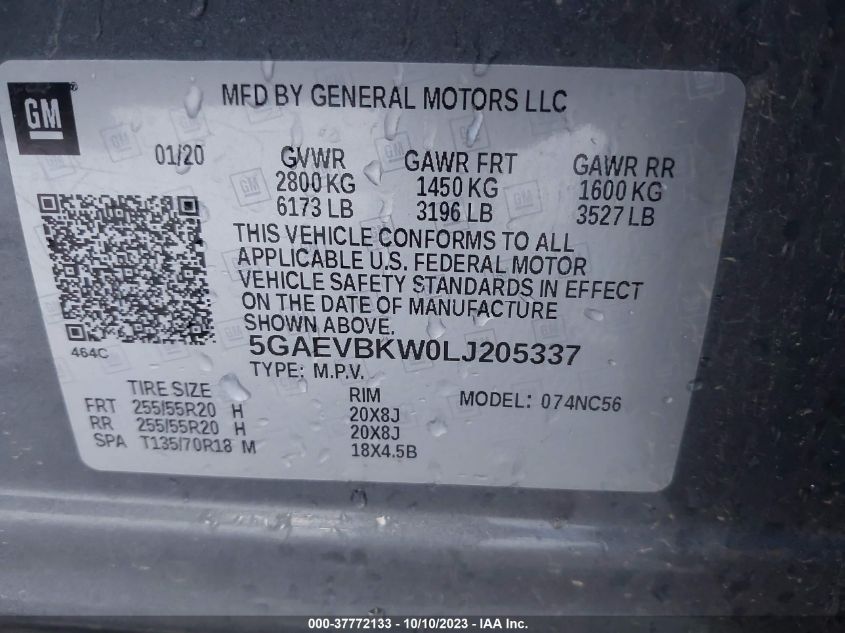 GM
MFD BY GENERAL MOTORS LLC
01/20
GVWR GAWR FRT GAWR RR
2800 KG 1450 KG 1600 KG
6173 LB 3196 LB 3527 LB
THIS VEHICLE CONFORMS TO ALL
APPLICABLE U.S. FEDERAL MOTOR
VEHICLE SAFETY STANDARDS IN EFFECT
ON THE DATE OF MANUFACTURE
SHOWN ABOVE.
464C
5GAEVBKW0LJ205337
TYPE: M.P.V.
TIRE SIZE RIM MODEL: 074NC56
FRT 255/55R20 H 20X8J
RR 255/55R20 H 20X8J
SPA T135/70R18 M 18X4.5B
000-37772133 - 10/10/2023 - IAA Inc.